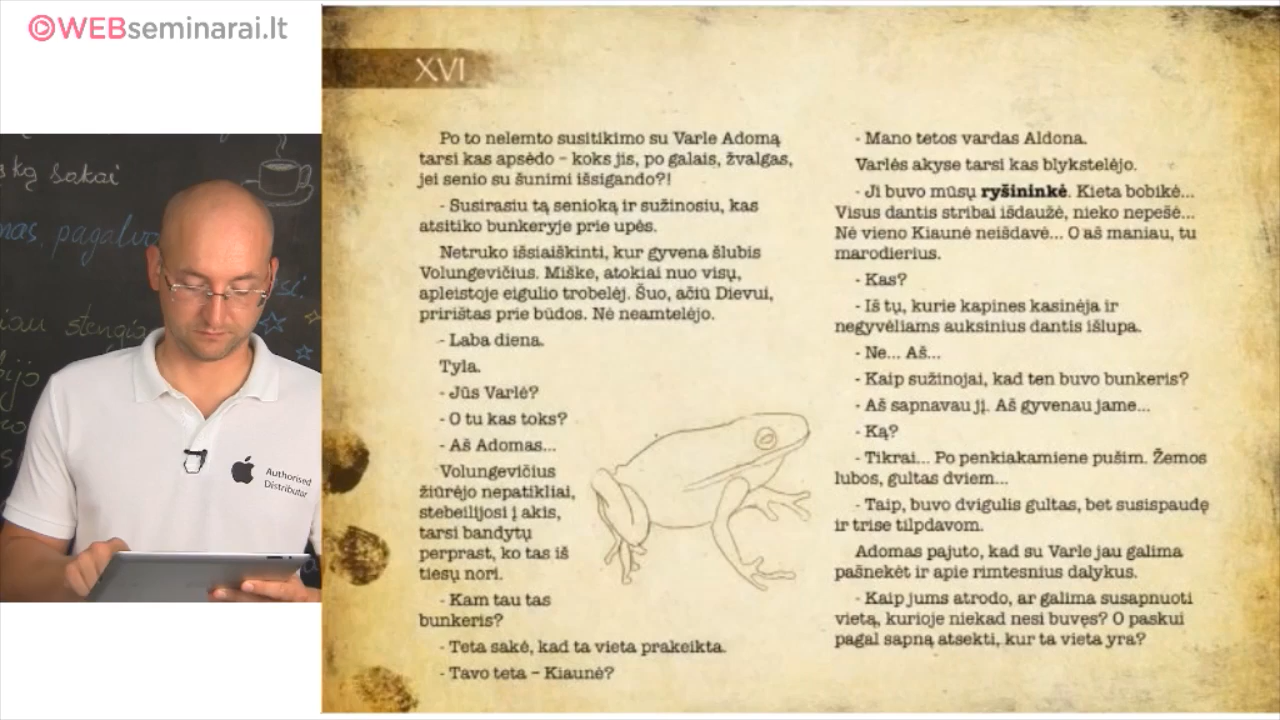 WEBseminarai.lt
są sakai
mas. pagalvo
si.
stengia
Authorised
Distributor
XVI
Po to nelemto susitikimo su Varle Adomą
tarsi kas apsėdo – koks jis, po galais, žvalgas,
jei senio su šunimi išsigando?!
- Susirasiu tą senioką ir sužinosiu, kas
atsitiko bunkeryje prie upės.
Netruko išsiaiškinti, kur gyvena šlubis
Volungevičius. Miške, atokiai nuo visų,
apleistoje eigulio trobelėj. Šuo, ačiū Dievui,
pririštas prie būdos. Nė neamtelėjo.
- Laba diena.
Tyla.
- Jūs Varlė?
- O tu kas toks?
- Aš Adomas...
Volungevičius
žiūrėjo nepatikliai,
stebeilijosi į akis,
tarsi bandytų
perprast, ko tas iš
tiesų nori.
- Kam tau tas
bunkeris?
- Teta sakė, kad ta vieta prakeikta.
- Tavo teta – Kiaunė?
- Mano tetos vardas Aldona.
Varlės akyse tarsi kas blykstelėjo.
- Ji buvo mūsų ryšininkė. Kieta bobikė...
Visus dantis stribai išdaužė, nieko nepešė...
Nė vieno Kiaunė neišdavė... O aš maniau, tu
marodierius.
- Kas?
- Iš tų, kurie kapines kasinėja ir
negyvėliams auksinius dantis išlupa.
- Ne... Aš...
- Kaip sužinojai, kad ten buvo bunkeris?
- Aš sapnavau jį. Aš gyvenau jame...
- Ką?
- Tikrai... Po penkiakamiene pušim. Žemos
lubos, gultas dviem...
- Taip, buvo dvigulis gultas, bet susispaudę
ir trise tilpdavom.
Adomas pajuto, kad su Varle jau galima
pašnekėt ir apie rimtesnius dalykus.
- Kaip jums atrodo, ar galima susapnuoti
vietą, kurioje niekad nesi buvęs? O paskui
pagal sapną atsekti, kur ta vieta yra?